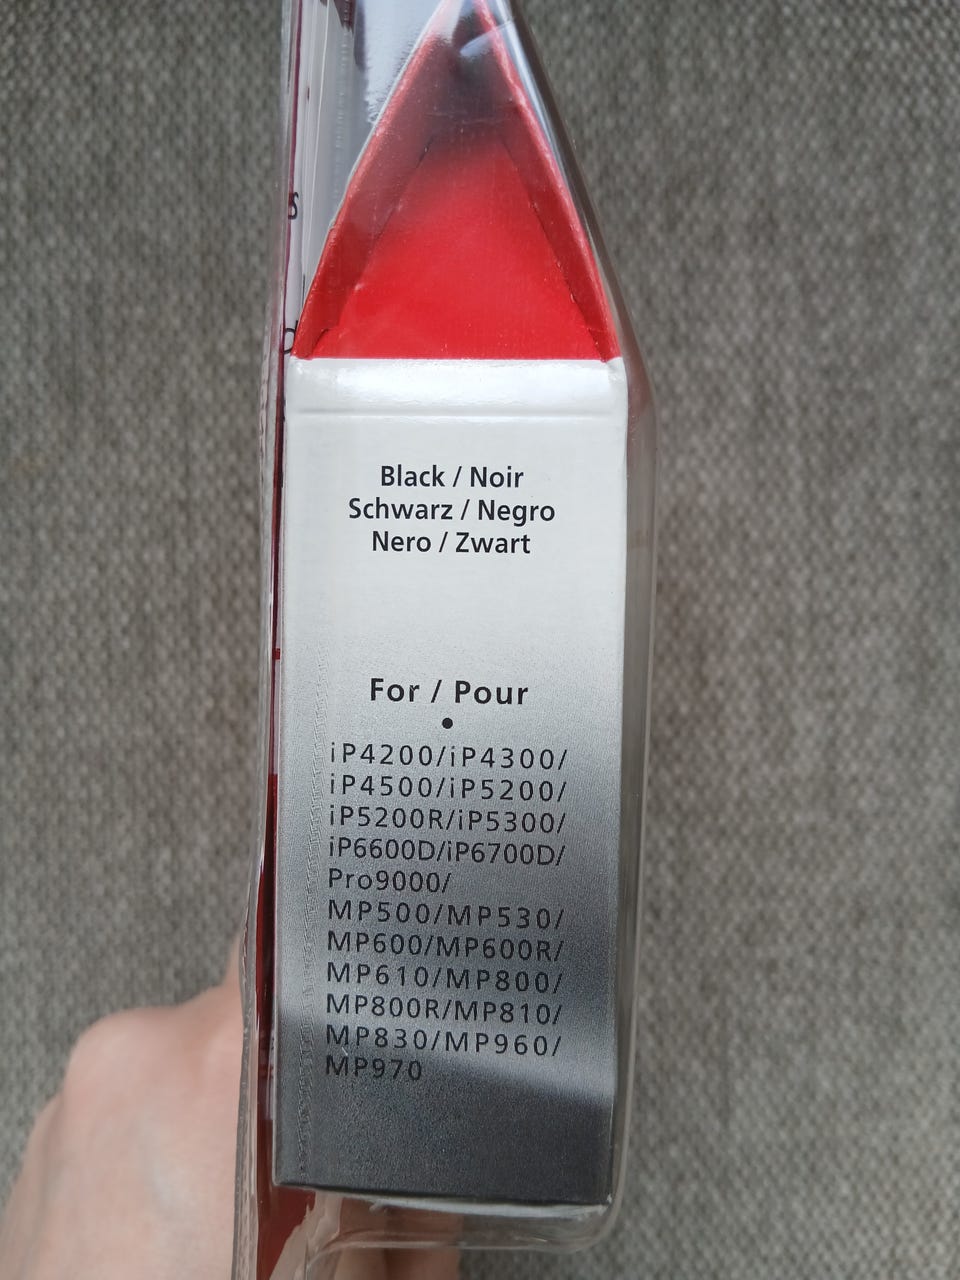 Black / Noir
Schwarz / Negro
Nero / Zwart
For / Pour
•
iP4200/iP4300/
iP4500/iP5200/
iP5200R/iP5300/
iP6600D/iP6700D/
Pro9000/
MP500/MP530/
MP600/MP600R/
MP610/MP800/
MP800R/MP810/
MP830/MP960/
MP970